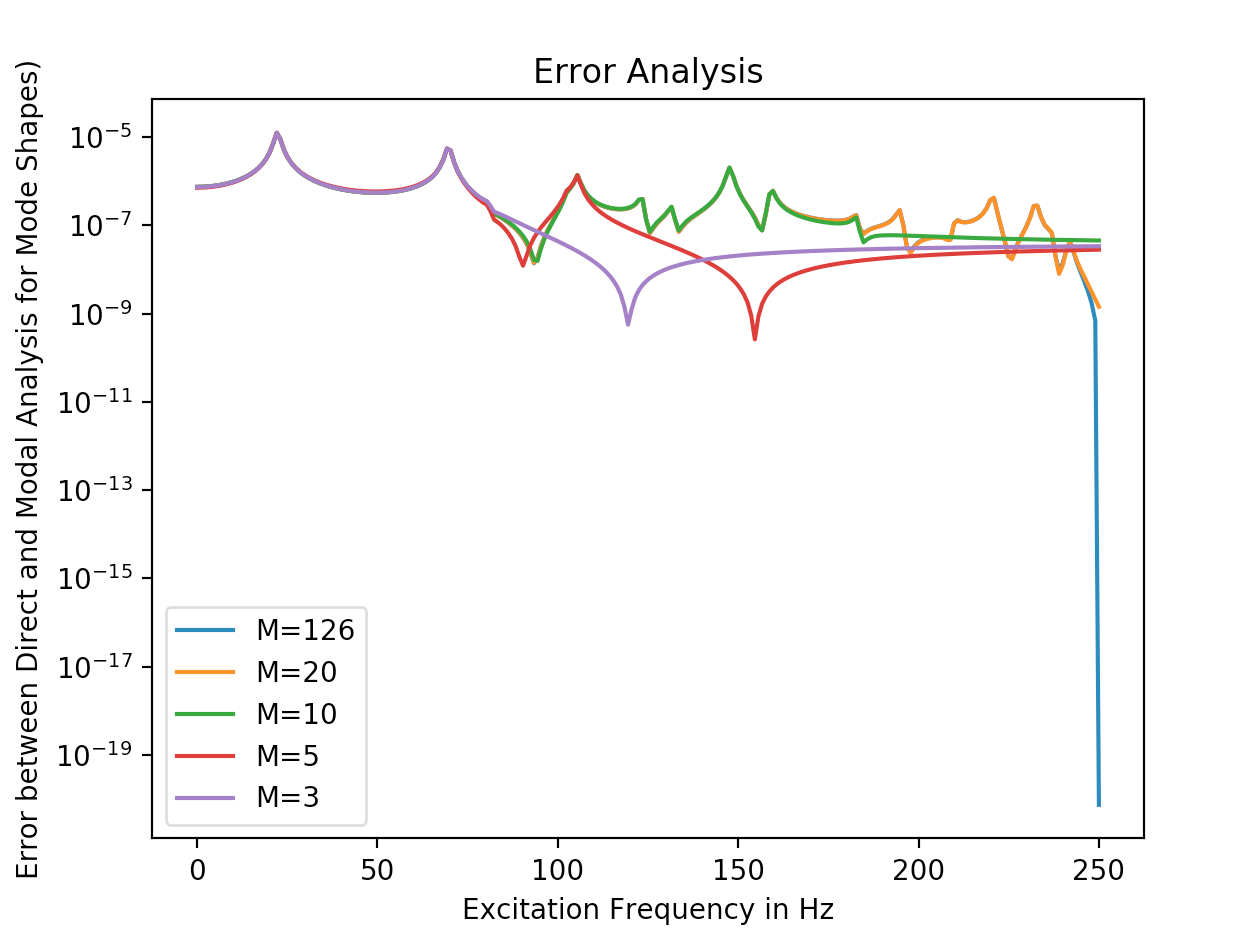 Error Analysis
Error between Direct and Modal Analysis for Mode Shapes)
10⁻⁵
10⁻⁷
10⁻⁹
10⁻¹¹
10⁻¹³
10⁻¹⁵
10⁻¹⁷
10⁻¹⁹
M=126
M=20
M=10
M=5
M=3
0 50 100 150 200 250
Excitation Frequency in Hz